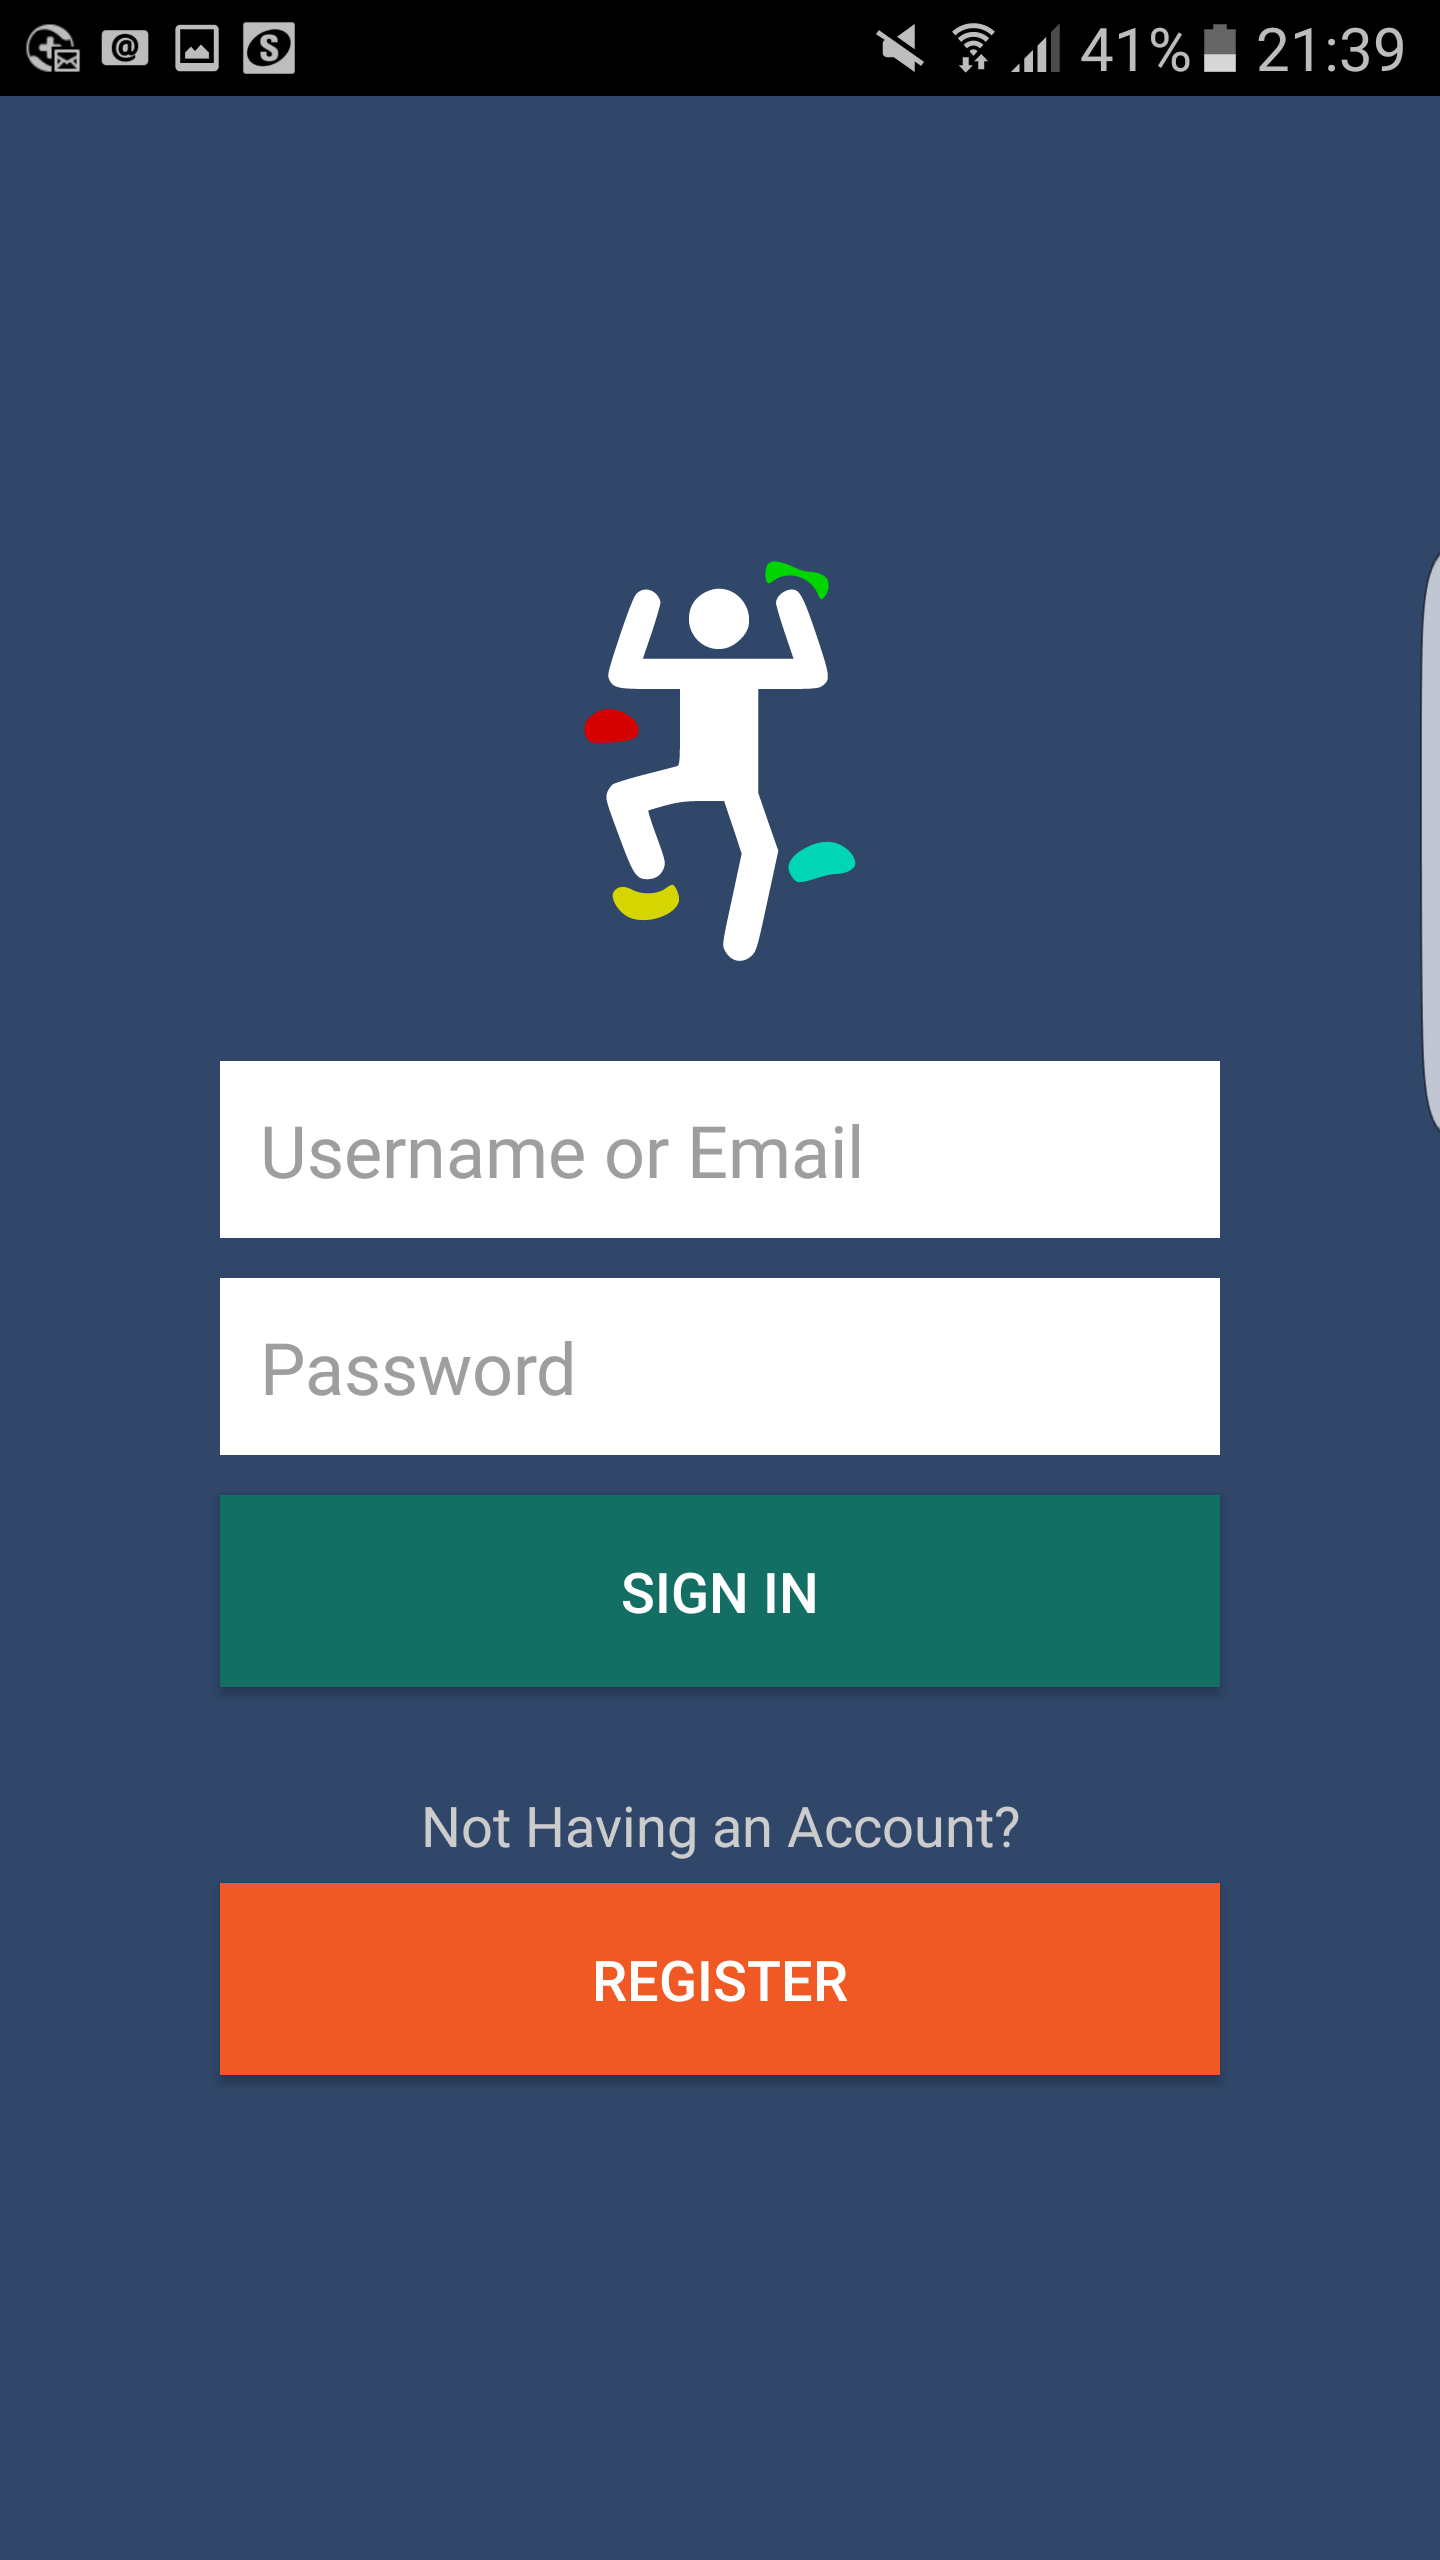 @ S 41% 21:39
Username or Email
Password
SIGN IN
Not Having an Account?
REGISTER